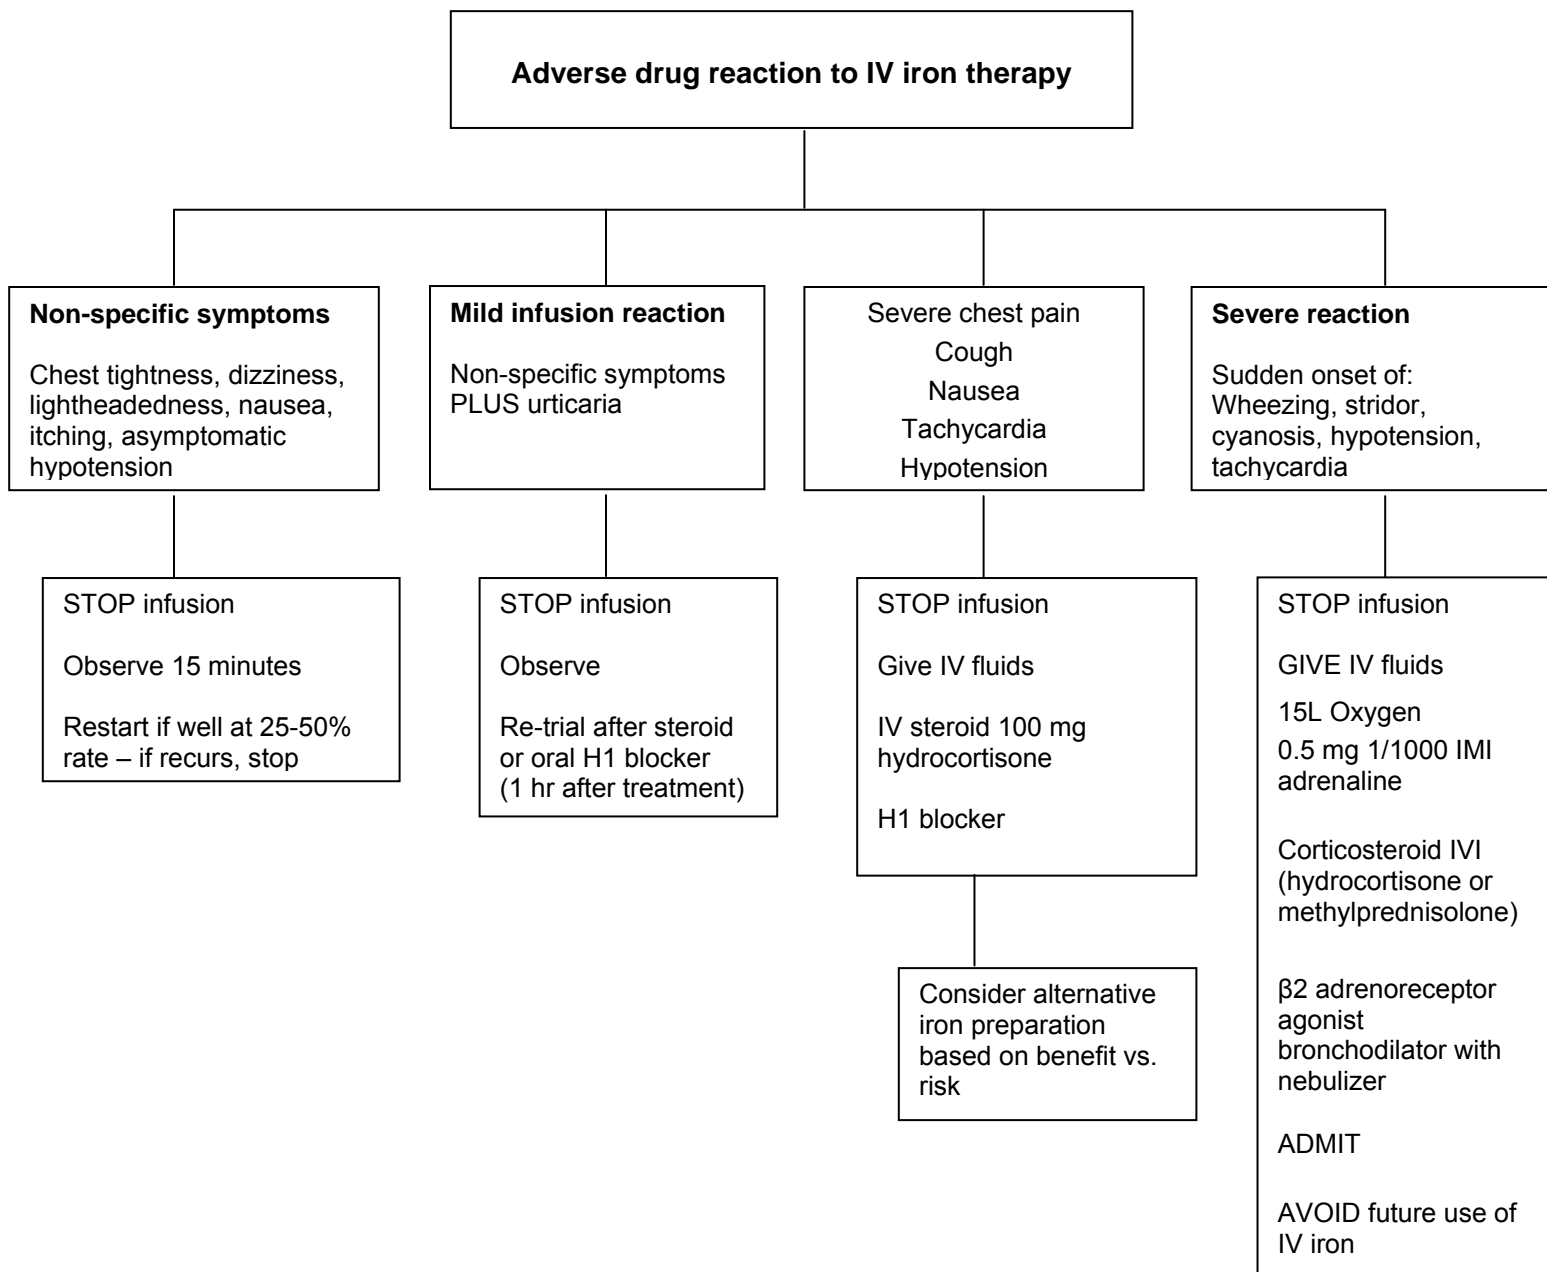 Adverse drug reaction to IV iron therapy
Non-specific symptoms
Chest tightness, dizziness,
lightheadedness, nausea,
itching, asymptomatic
hypotension
Mild infusion reaction
Non-specific symptoms
PLUS urticaria
Severe chest pain
Cough
Nausea
Tachycardia
Hypotension
Severe reaction
Sudden onset of:
Wheezing, stridor,
cyanosis, hypotension,
tachycardia
STOP infusion
Observe 15 minutes
Restart if well at 25-50%
rate – if recurs, stop
STOP infusion
Observe
Re-trial after steroid
or oral H1 blocker
(1 hr after treatment)
STOP infusion
Give IV fluids
IV steroid 100 mg
hydrocortisone
H1 blocker
Consider alternative
iron preparation
based on benefit vs.
risk
STOP infusion
GIVE IV fluids
15L Oxygen
0.5 mg 1/1000 IMI
adrenaline
Corticosteroid IVI
(hydrocortisone or
methylprednisolone)
β2 adrenoreceptor
agonist
bronchodilator with
nebulizer
ADMIT
AVOID future use of
IV iron